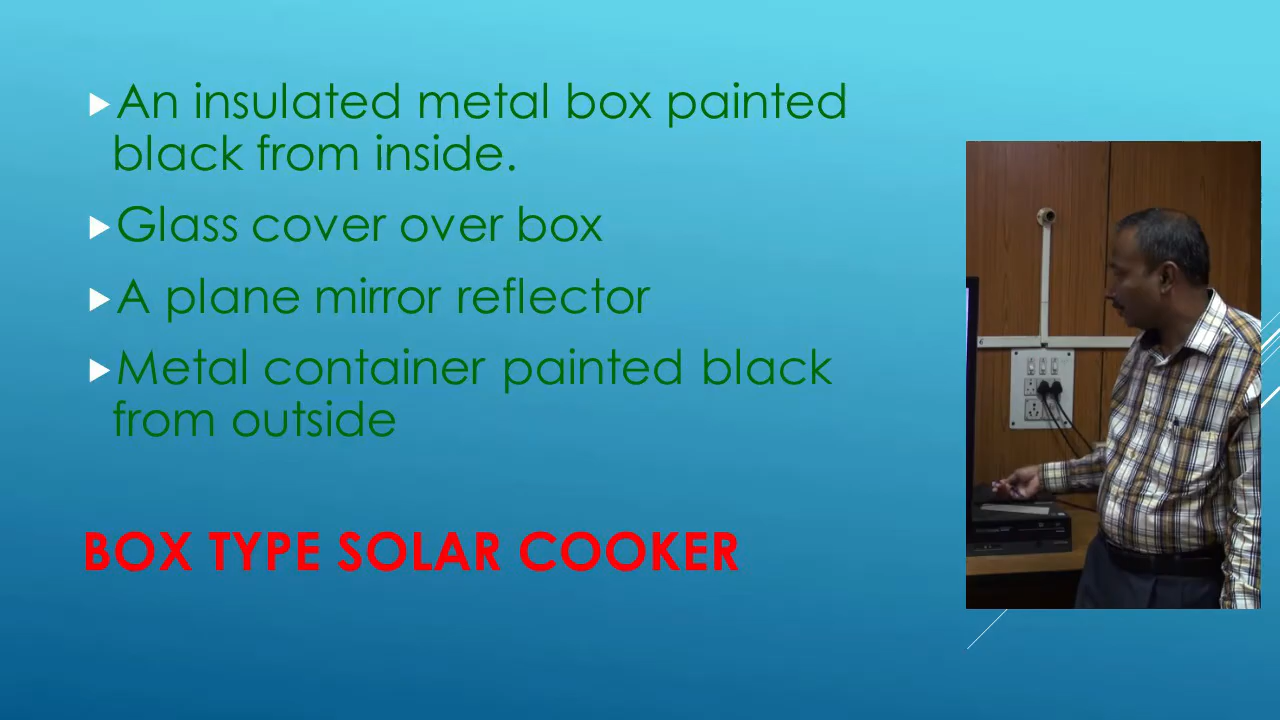 An insulated metal box painted
black from inside.
Glass cover over box
A plane mirror reflector
Metal container painted black
from outside
BOX TYPE SOLAR COOKER